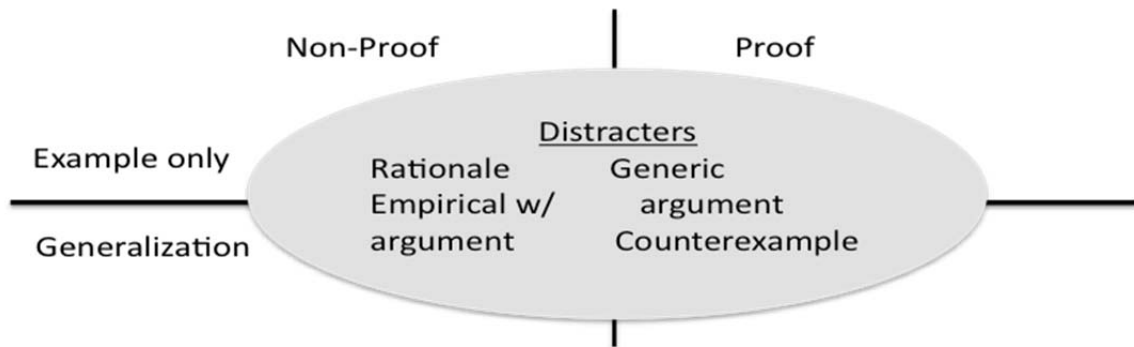 Non-Proof Proof
Distracters
Example only
Rationale Generic
Empirical w/ argument
argument Counterexample
Generalization